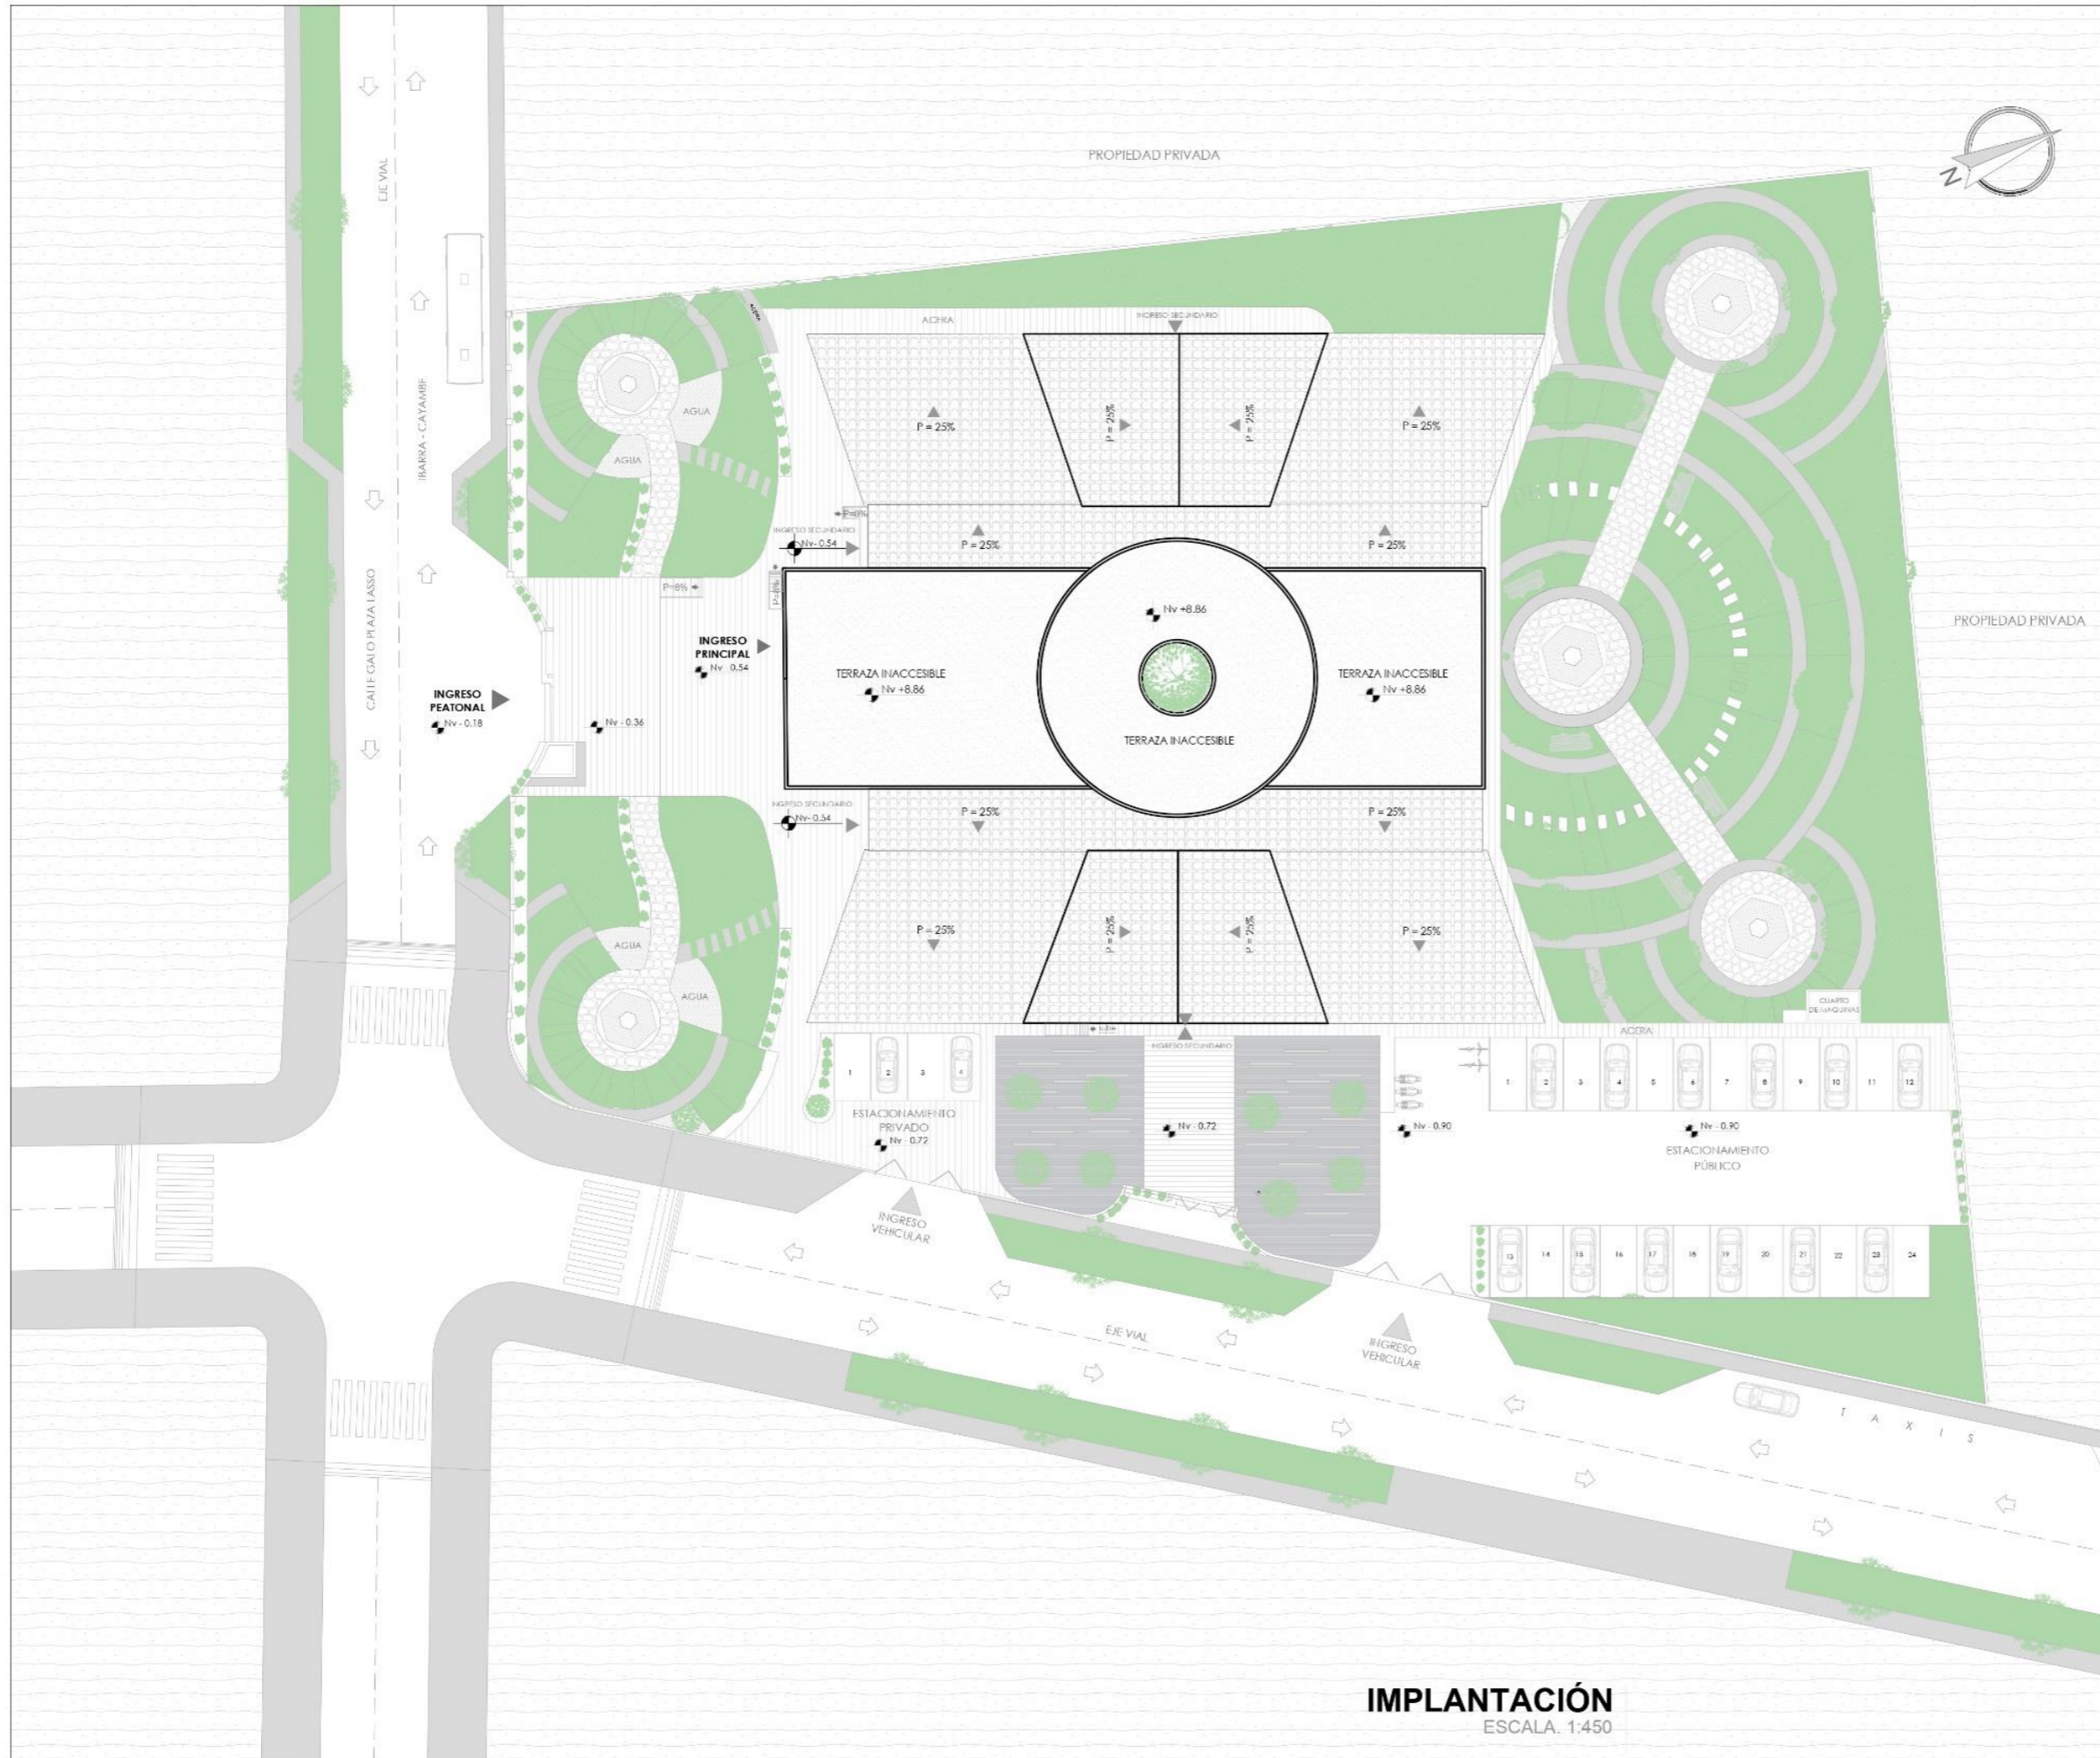 PROPIEDAD PRIVADA
N
EJE VIAL
IBARRA - CAYAMBE
CALLE GALO PLAZA LASSO
ACERA
ACERA
INGRESO SECUNDARIO
AGUA
AGUA
P = 25%
P = 25%
P = 25%
P = 25%
P=8%
INGRESO SECUNDARIO
Nv- 0.54
P = 25%
P = 25%
P=8%
P=8%
Nv +8.86
PROPIEDAD PRIVADA
INGRESO
PRINCIPAL
Nv - 0.54
TERRAZA INACCESIBLE
Nv +8.86
TERRAZA INACCESIBLE
Nv +8.86
INGRESO
PEATONAL
Nv - 0.18
Nv - 0.36
TERRAZA INACCESIBLE
INGRESO SECUNDARIO
Nv- 0.54
P = 25%
P = 25%
P = 25%
P = 25%
P = 25%
P = 25%
AGUA
AGUA
CUARTO
DE MAQUINAS
ACERA
INGRESO SECUNDARIO
1 2 3 4
1 2 3 4 5 6 7 8 9 10 11 12
ESTACIONAMIENTO
PRIVADO
Nv - 0.72
Nv - 0.72
Nv - 0.90
Nv - 0.90
ESTACIONAMIENTO
PÚBLICO
INGRESO
VEHICULAR
13 14 15 16 17 18 19 20 21 22 23 24
EJE VIAL
INGRESO
VEHICULAR
T A X I S
IMPLANTACIÓN
ESCALA. 1:450